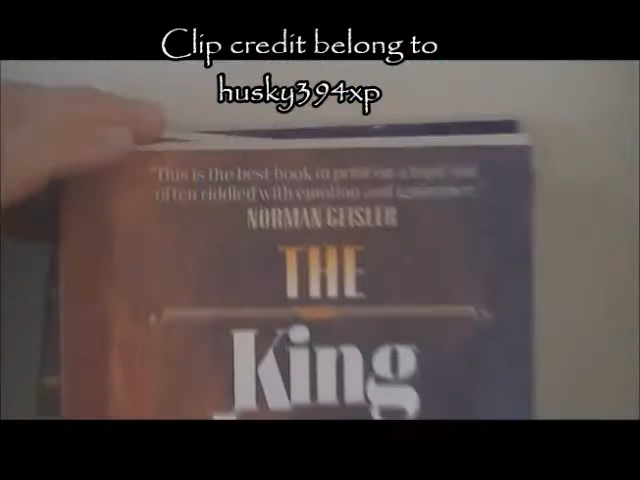 Clip credit belong to
husky394xp
"This is the best book in print on a topic too
often riddled with emotion and ignorance."
NORMAN GEISLER
THE
King